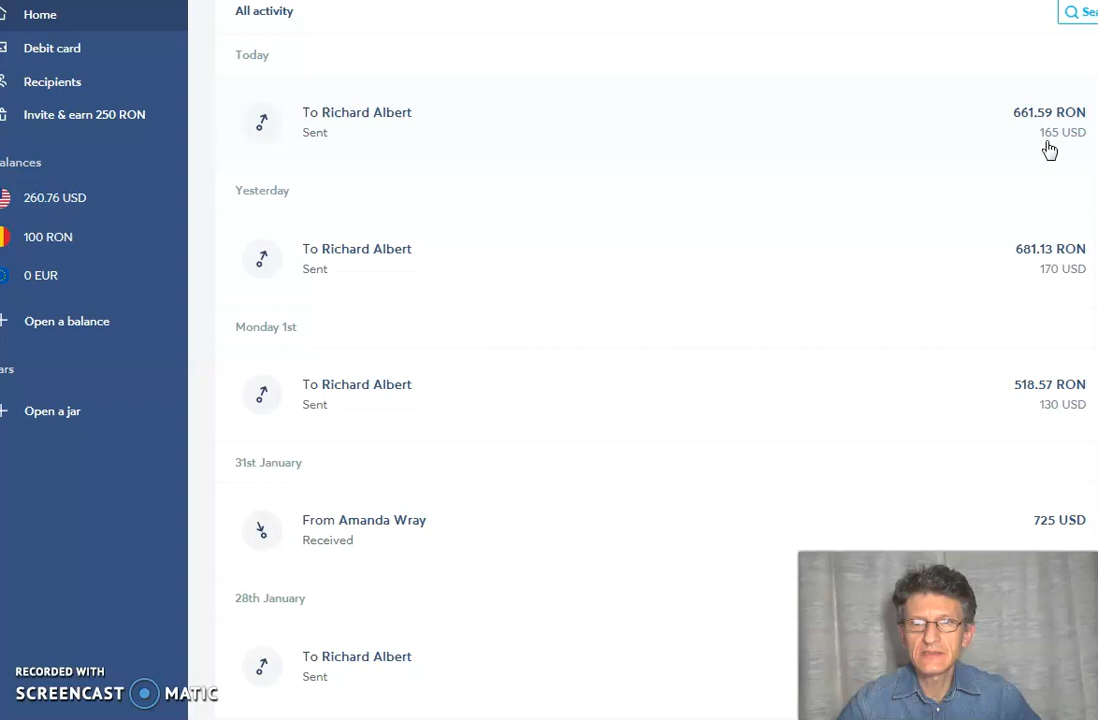 Home
All activity
Sea
Debit card
Today
Recipients
Invite & earn 250 RON
To Richard Albert
661.59 RON
Sent
165 USD
alances
Yesterday
260.76 USD
100 RON
To Richard Albert
681.13 RON
Sent
170 USD
0 EUR
Open a balance
Monday 1st
ars
To Richard Albert
518.57 RON
Sent
130 USD
Open a jar
31st January
From Amanda Wray
725 USD
Received
28th January
To Richard Albert
Sent
RECORDED WITH
SCREENCAST MATIC